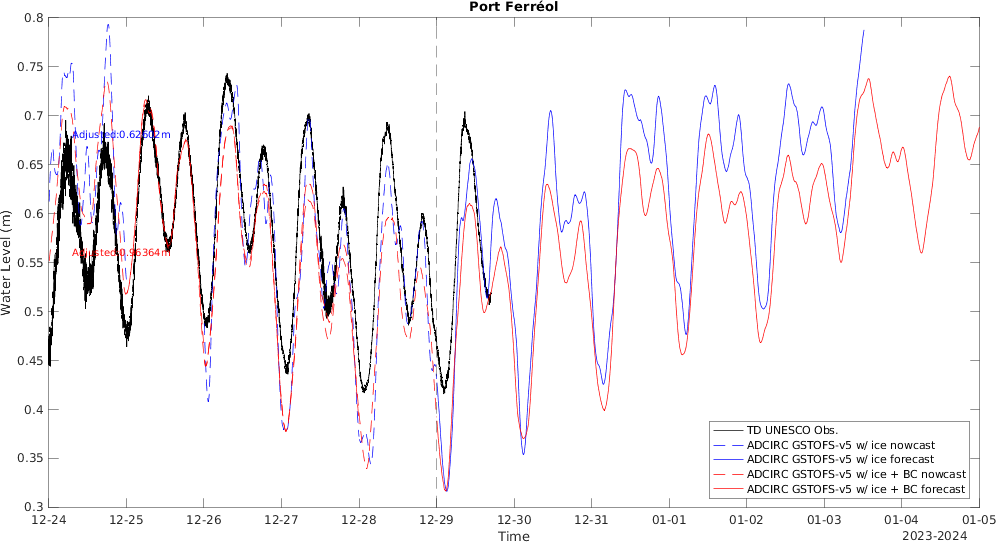 Port Ferréol
0.8
0.75
0.7
0.65
0.6
0.55
0.5
0.45
0.4
0.35
0.3
Water Level (m)
Adjusted:0.62602m
Adjusted:0.96364m
TD UNESCO Obs.
ADCIRC GSTOFS-v5 w/ ice nowcast
ADCIRC GSTOFS-v5 w/ ice forecast
ADCIRC GSTOFS-v5 w/ ice + BC nowcast
ADCIRC GSTOFS-v5 w/ ice + BC forecast
12-24 12-25 12-26 12-27 12-28 12-29 12-30 12-31 01-01 01-02 01-03 01-04 01-05
Time
2023-2024